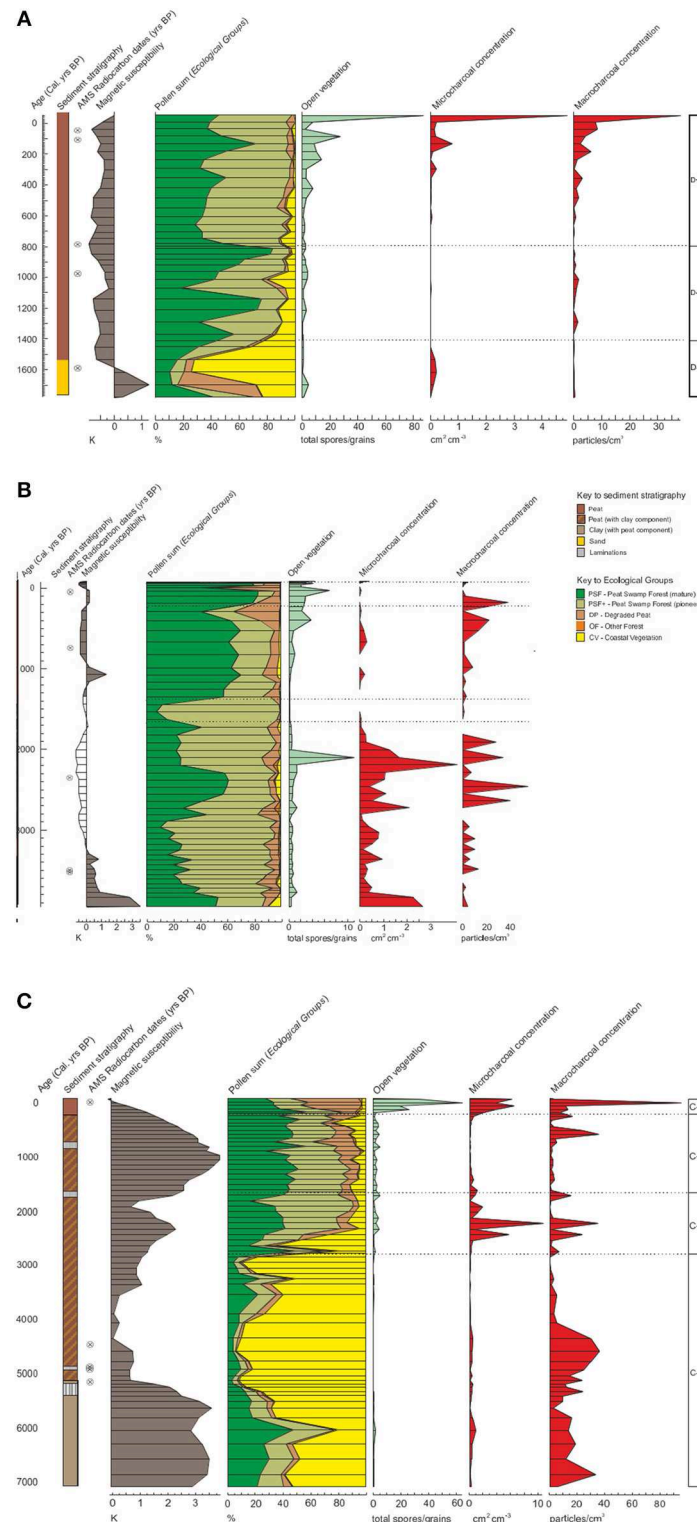 A
Age (Cal. yrs BP)
Sediment stratigraphy
AMS Radiocarbon dates (yrs BP)
Magnetic susceptibility
Pollen sum (Ecological Groups)
Open vegetation
Microcharcoal concentration
Macrocharcoal concentration
0
200
400
600
800
1000
1200
1400
1600
D-
D-
D
0 1
0 20 40 60 80
0 20 40 60 80
0 1 2 3 4 5
0 10 20 30
K
%
total spores/grains
cm² cm⁻³
particles/cm³
B
Age (Cal. yrs BP)
Sediment stratigraphy
AMS Radiocarbon dates (yrs BP)
Magnetic susceptibility
Pollen sum (Ecological Groups)
Open vegetation
Microcharcoal concentration
Macrocharcoal concentration
Key to sediment stratigraphy
Peat
Peat (with clay component)
Clay (with peat component)
Sand
Laminations
Key to Ecological Groups
PSF - Peat Swamp Forest (mature)
PSF+ - Peat Swamp Forest (pione
DP - Degraded Peat
OF - Other Forest
CV - Coastal Vegetation
0
1000
2000
3000
0 1 2 3
0 20 40 60 80
0 10
0 1 2 3
0 20 40
K
%
total spores/grains
cm² cm⁻³
particles/cm³
C
Age (Cal. yrs BP)
Sediment stratigraphy
AMS Radiocarbon dates (yrs BP)
Magnetic susceptibility
Pollen sum (Ecological Groups)
Open vegetation
Microcharcoal concentration
Macrocharcoal concentration
0
1000
2000
3000
4000
5000
6000
7000
C-
C-
C-
0 1 2 3
0 20 40 60 80
0 20 40 60
0 10
0 20 40 60 80
K
%
total spores/grains
cm² cm⁻³
particles/cm³